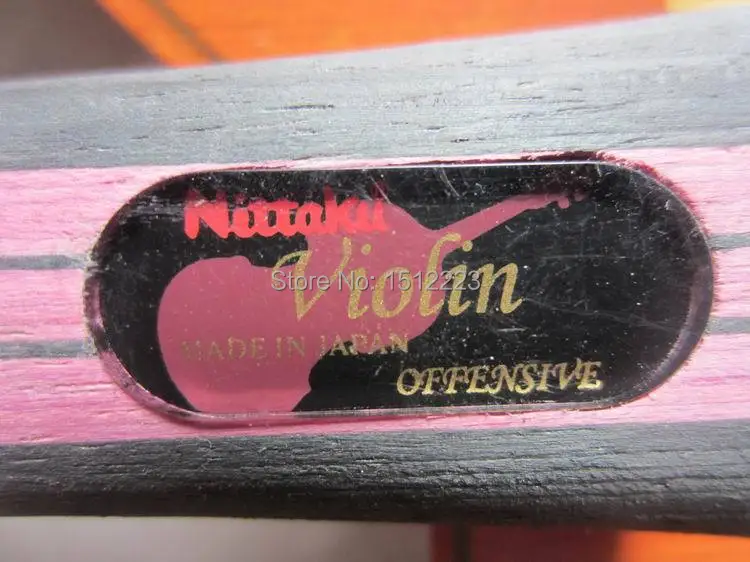 Nittaku
Violin
Store No: 1512223
MADE IN JAPAN
OFFENSIVE